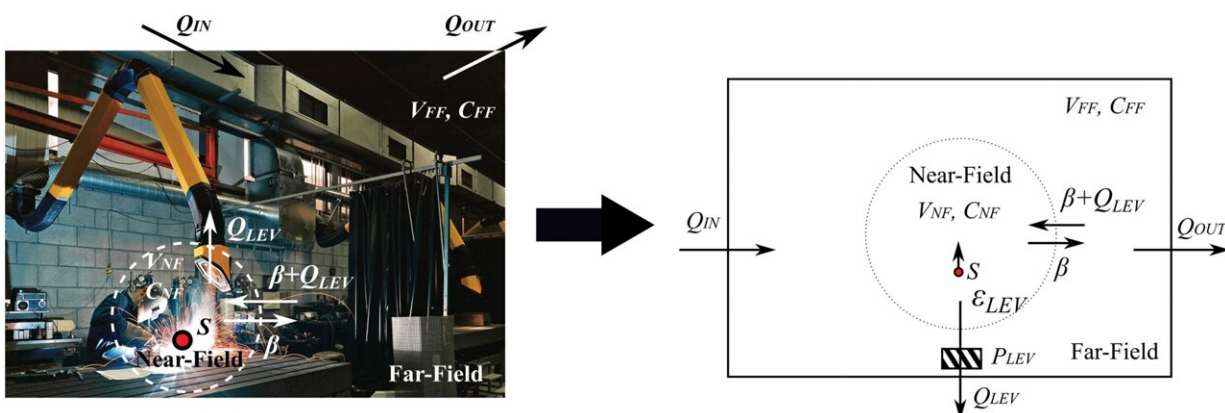 QIN
QOUT
VFF, CFF
QLEV
VNF
CNF
β+QLEV
S
β
Near-Field
Far-Field
VFF, CFF
Near-Field
VNF, CNF
β+QLEV
QIN
QOUT
β
S
εLEV
PLEV
Far-Field
QLEV